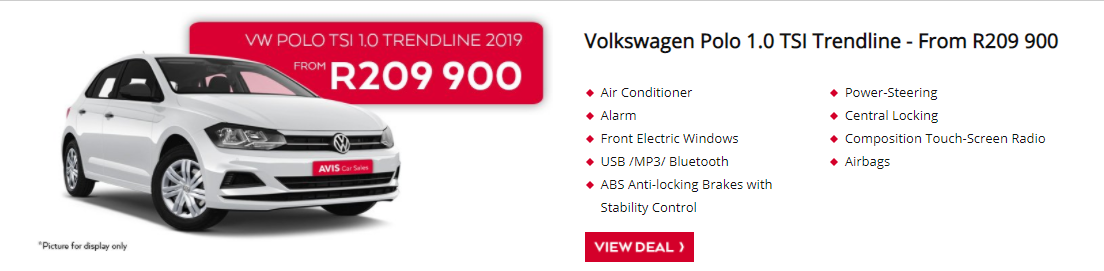 VW POLO TSI 1.0 TRENDLINE 2019
FROM R209 900
AVIS Car Sales
*Picture for display only
Volkswagen Polo 1.0 TSI Trendline - From R209 900
Air Conditioner
Alarm
Front Electric Windows
USB /MP3/ Bluetooth
ABS Anti-locking Brakes with
Stability Control
Power-Steering
Central Locking
Composition Touch-Screen Radio
Airbags
VIEW DEAL ❯